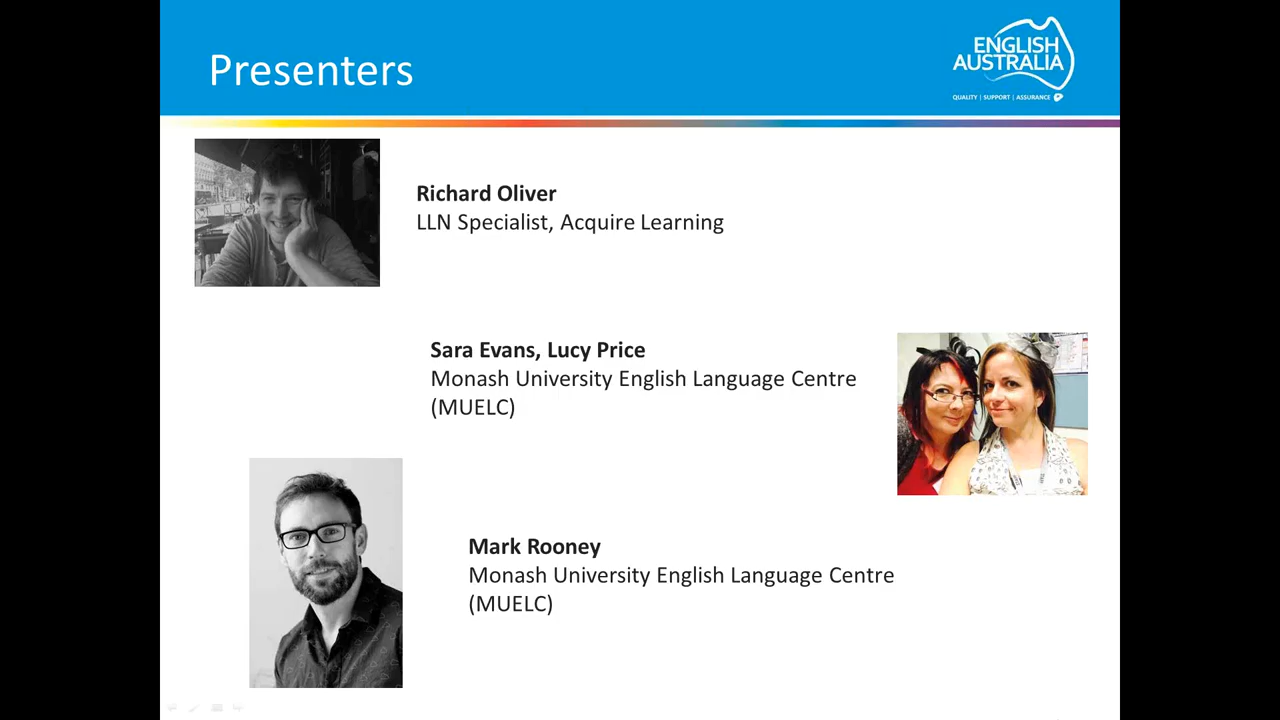 Presenters
ENGLISH
AUSTRALIA
QUALITY | SUPPORT | ASSURANCE
Richard Oliver
LLN Specialist, Acquire Learning
Sara Evans, Lucy Price
Monash University English Language Centre
(MUELC)
Mark Rooney
Monash University English Language Centre
(MUELC)